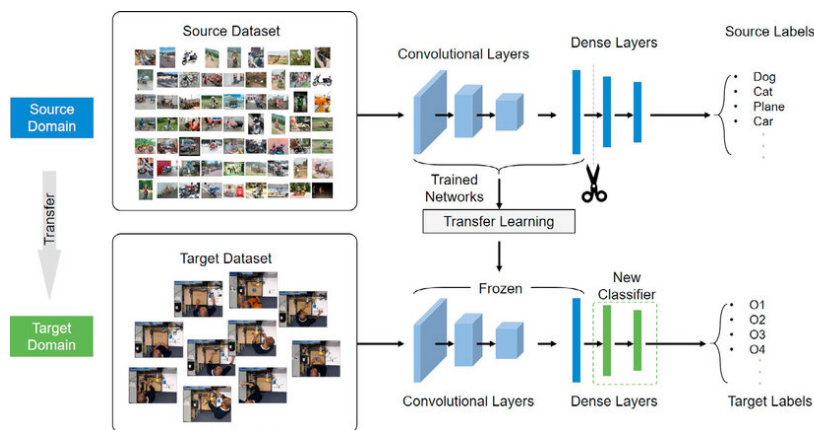 Source Dataset
Convolutional Layers
Dense Layers
Source Labels
Source
Domain
• Dog
• Cat
• Plane
• Car
Trained
Networks
Transfer Learning
Transfer
Target Dataset
Frozen
New
Classifier
Target
Domain
• O1
• O2
• O3
• O4
Convolutional Layers
Dense Layers
Target Labels